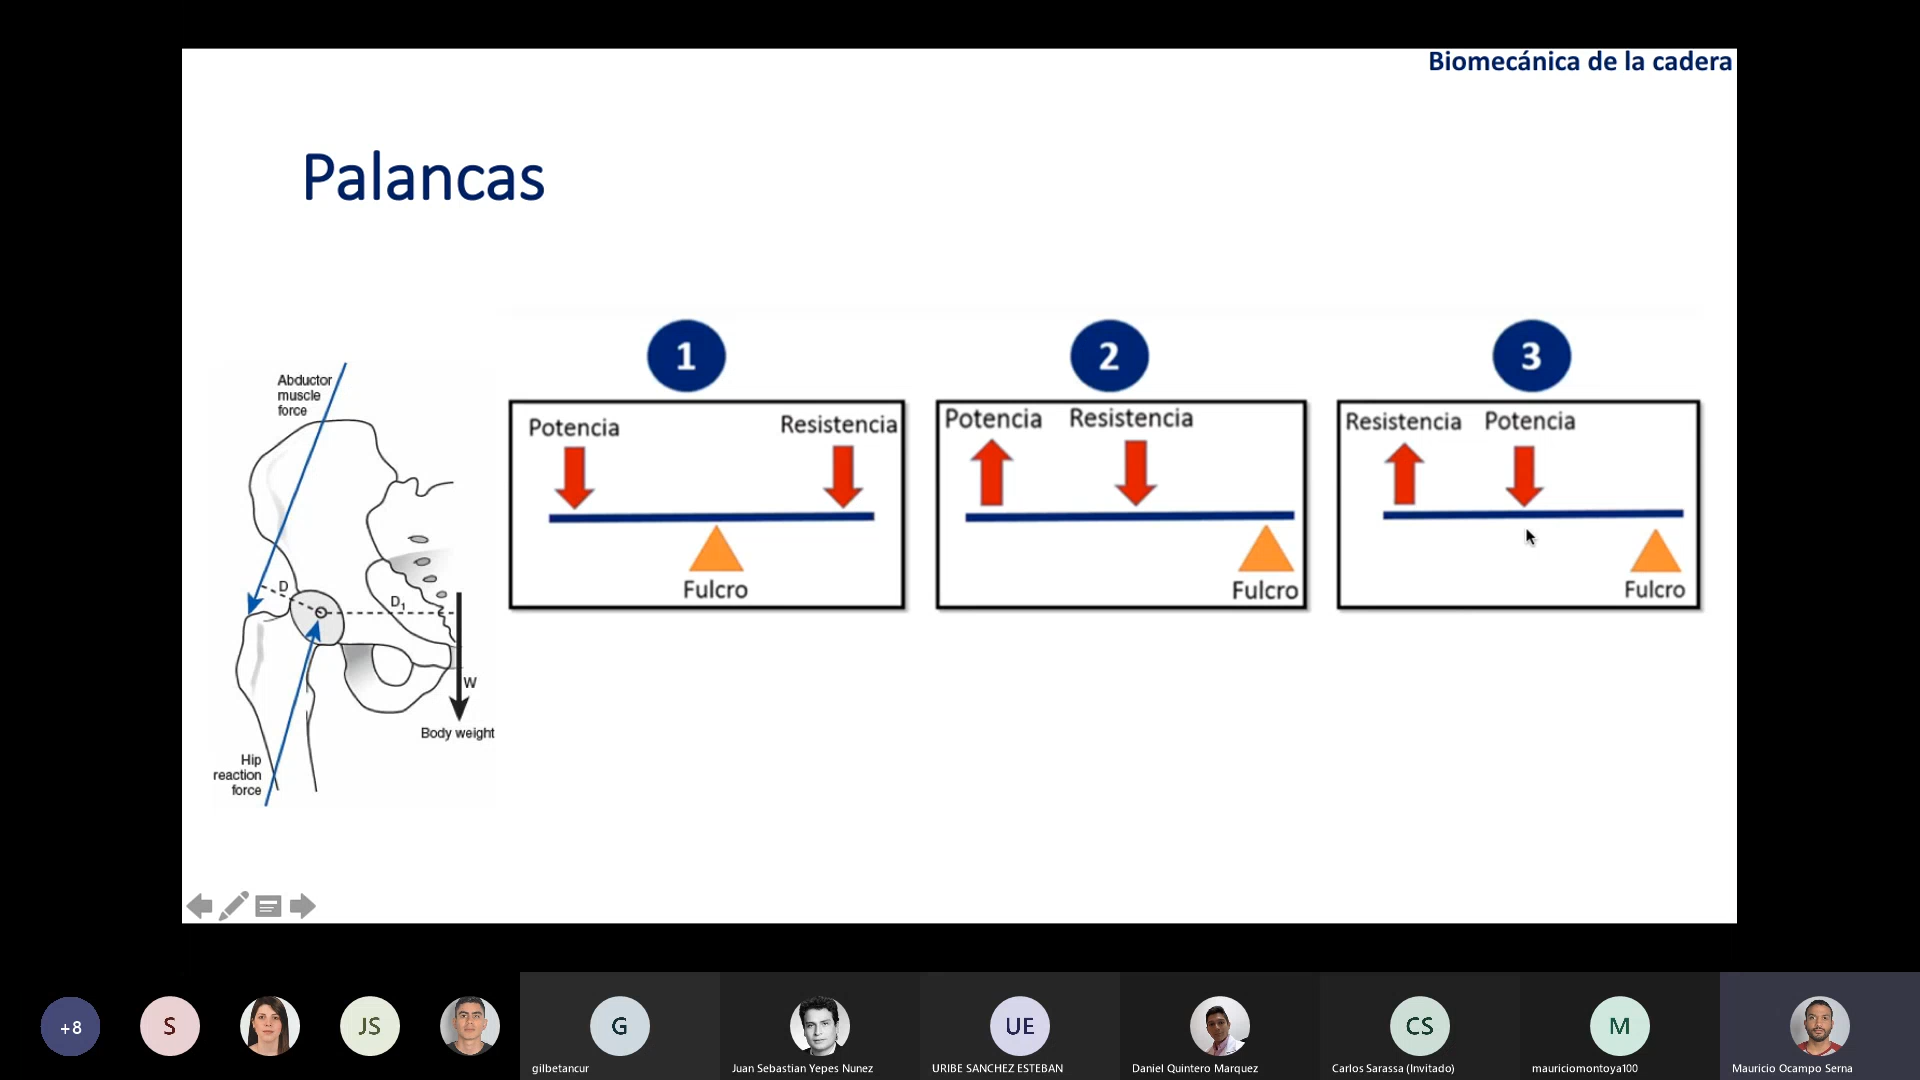 Biomecánica de la cadera
Palancas
1
2
3
Potencia
Resistencia
Fulcro
Potencia
Resistencia
Fulcro
Resistencia
Potencia
Fulcro
Abductor
muscle
force
D
D₁
W
Body weight
Hip
reaction
force
+8
S
JS
G
UE
CS
M
gilbetancur
Juan Sebastian Yepes Nunez
URIBE SANCHEZ ESTEBAN
Daniel Quintero Marquez
Carlos Sarassa (Invitado)
mauriciomontoya100
Mauricio Ocampo Serna